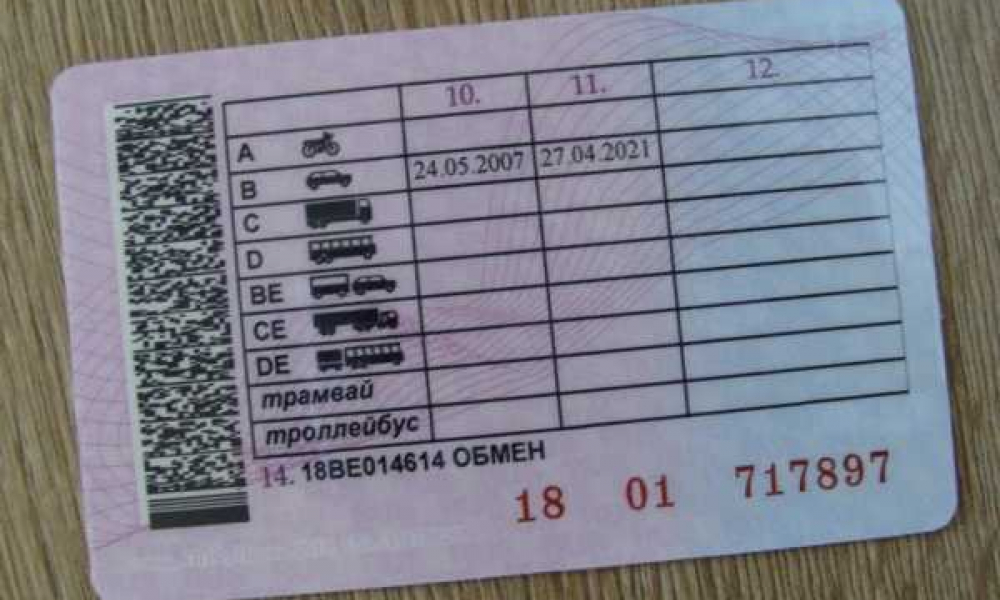 10. 11. 12.
A
B 24.05.2007 27.04.2021
C
D
BE
CE
DE
трамвай
троллейбус
14. 18ВЕ014614 ОБМЕН
18 01 717897